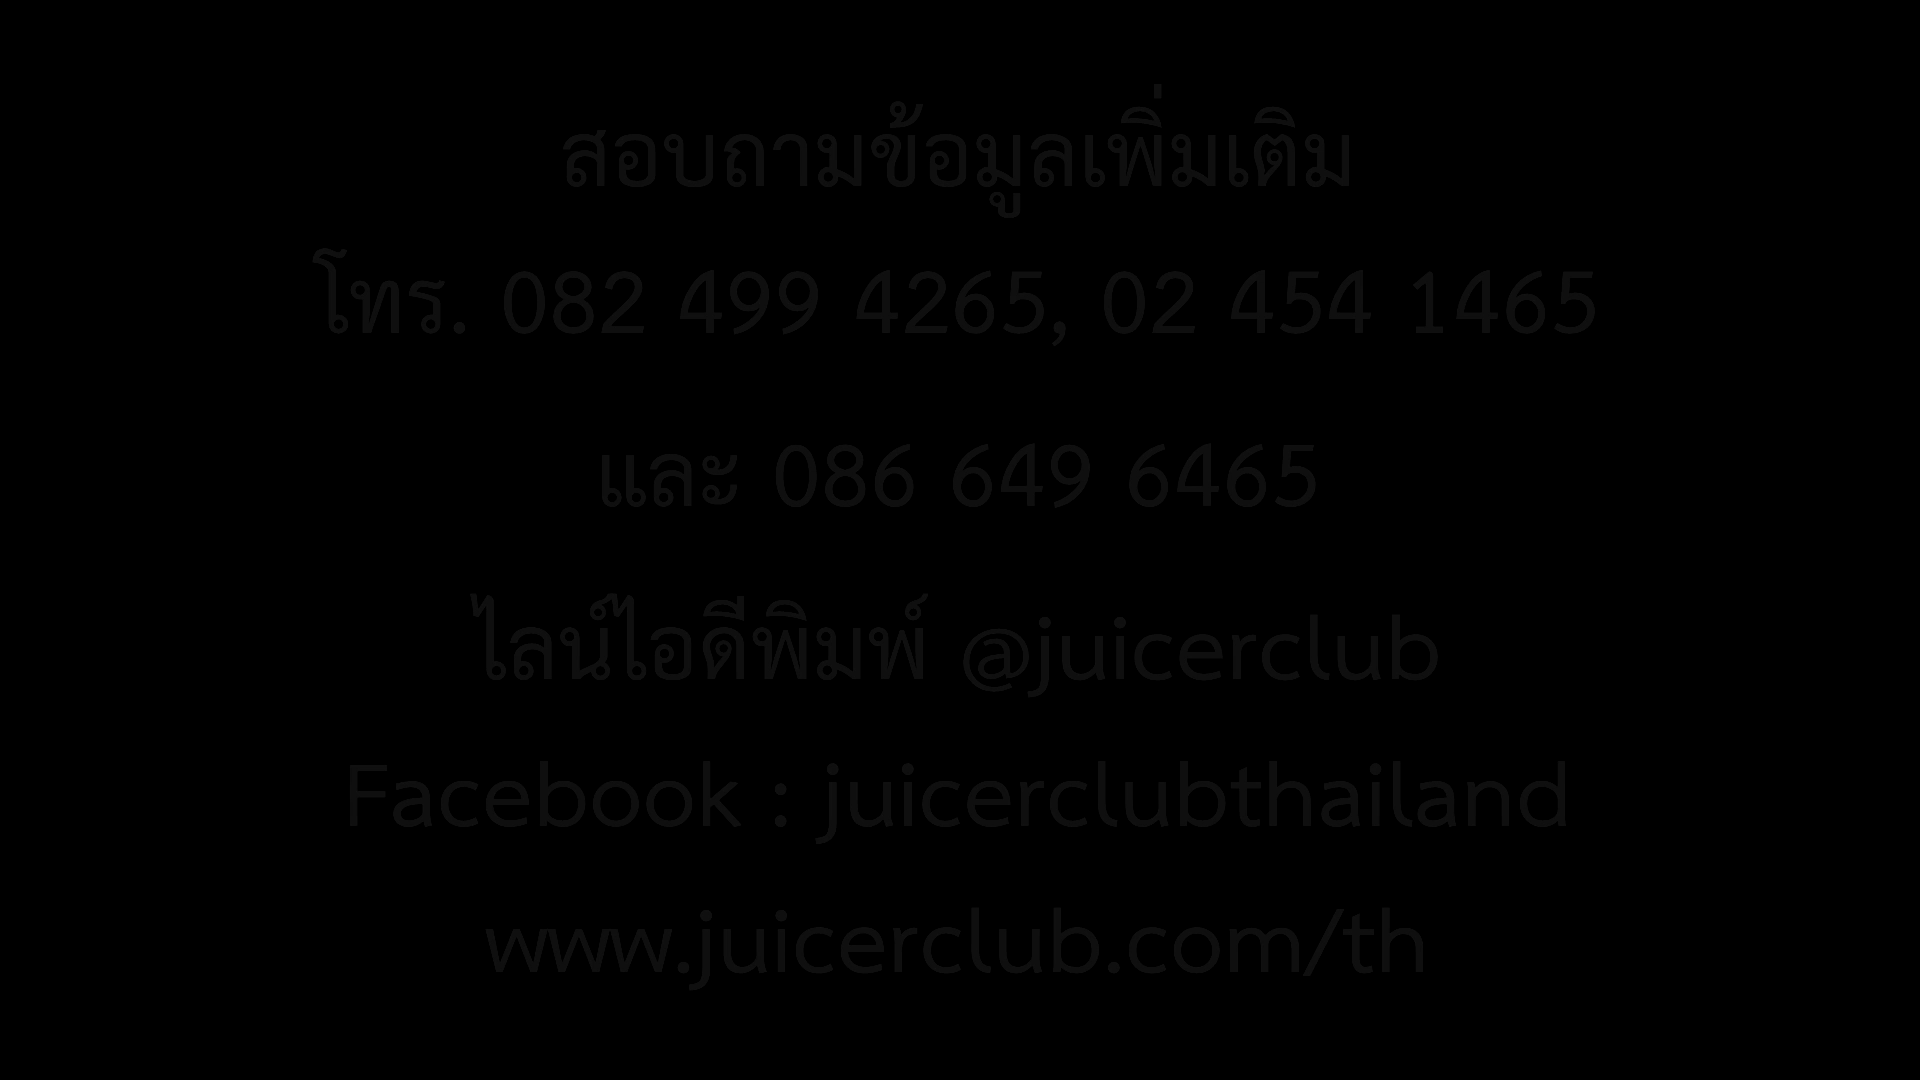 สอบถามข้อมูลเพิ่มเติม
โทร. 082 499 4265, 02 454 1465
และ 086 649 6465
ไลน์ไอดีพิมพ์ @juicerclub
Facebook : juicerclubthailand
www.juicerclub.com/th